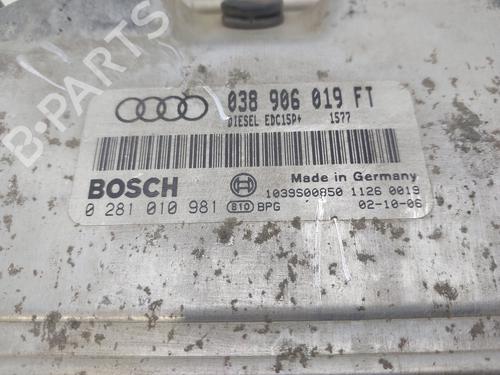 038 906 019 FT
DIESEL EDC15P+ 1577
BOSCH
Made in Germany
1039S00850 1126 0019
0 281 010 981 B10 BPG 02-10-06
B-PARTS